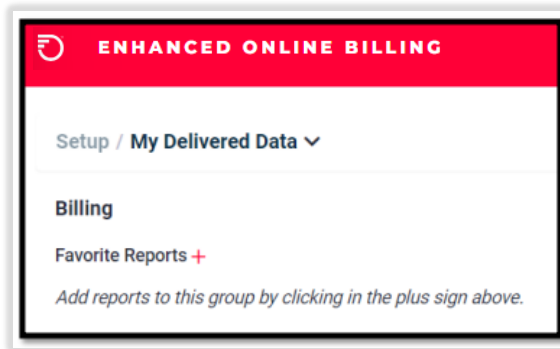 ENHANCED ONLINE BILLING
Setup / My Delivered Data
Billing
Favorite Reports +
Add reports to this group by clicking in the plus sign above.